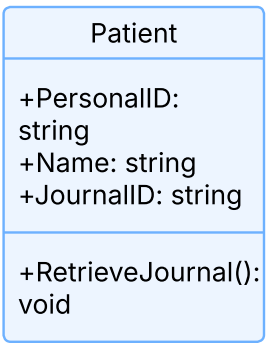 Patient
+PersonalID:
string
+Name: string
+JournalID: string
+RetrieveJournal():
void